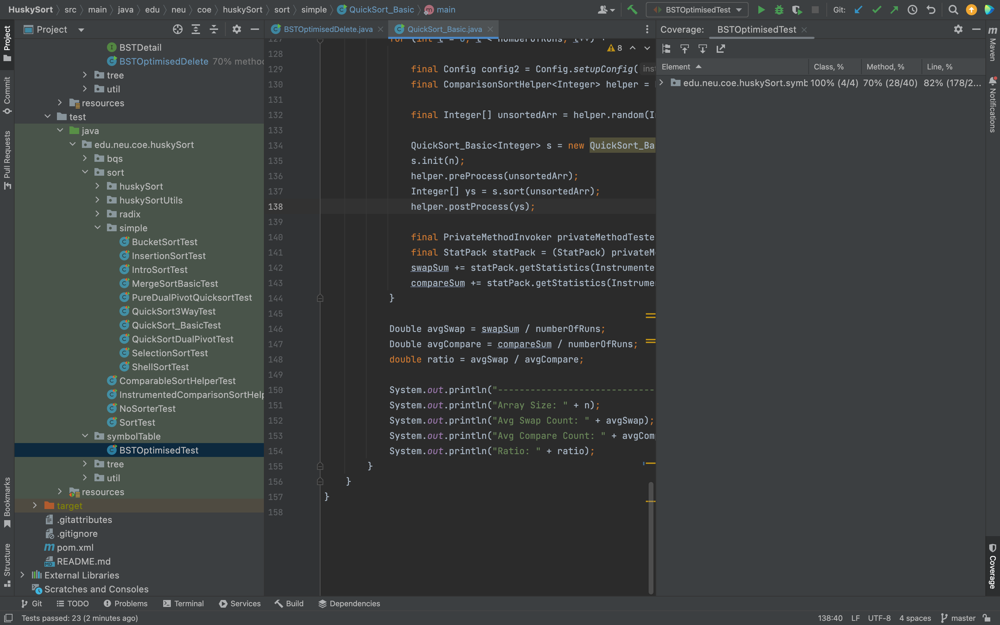 HuskySort src main java edu neu coe huskySort sort simple QuickSort_Basic main
BSTOptimisedTest
Git:
Project
BSTOptimisedDelete.java
QuickSort_Basic.java
Coverage: BSTOptimisedTest
Project
Commit
Pull Requests
Bookmarks
Structure
BSTDetail
BSTOptimisedDelete 70% metho
tree
util
resources
test
java
edu.neu.coe.huskySort
bqs
sort
huskySort
huskySortUtils
radix
simple
BucketSortTest
InsertionSortTest
IntroSortTest
MergeSortBasicTest
PureDualPivotQuicksortTest
QuickSort3WayTest
QuickSort_BasicTest
QuickSortDualPivotTest
SelectionSortTest
ShellSortTest
ComparableSortHelperTest
InstrumentedComparisonSortHelp
NoSorterTest
SortTest
symbolTable
BSTOptimisedTest
tree
util
resources
target
.gitattributes
.gitignore
pom.xml
README.md
External Libraries
Scratches and Consoles
8
127 for (int i = 0; i < numberOfRuns; i++) {
128
129 final Config config2 = Config.setupConfig( inst
130 final ComparisonSortHelper<Integer> helper =
131
132 final Integer[] unsortedArr = helper.random(I
133
134 QuickSort_Basic<Integer> s = new QuickSort_Ba
135 s.init(n);
136 helper.preProcess(unsortedArr);
137 Integer[] ys = s.sort(unsortedArr);
138 helper.postProcess(ys);
139
140 final PrivateMethodInvoker privateMethodTeste
141 final StatPack statPack = (StatPack) privateM
142 swapSum += statPack.getStatistics(Instrumente
143 compareSum += statPack.getStatistics(Instrume
144 }
145
146 Double avgSwap = swapSum / numberOfRuns;
147 Double avgCompare = compareSum / numberOfRuns;
148 double ratio = avgSwap / avgCompare;
149
150 System.out.println("-----------------------------
151 System.out.println("Array Size: " + n);
152 System.out.println("Avg Swap Count: " + avgSwap);
153 System.out.println("Avg Compare Count: " + avgCom
154 System.out.println("Ratio: " + ratio);
155 }
156 }
157 }
158
Element Class, % Method, % Line, %
edu.neu.coe.huskySort.symb 100% (4/4) 70% (28/40) 82% (178/2...
Maven
Notifications
Coverage
Git TODO Problems Terminal Services Build Dependencies
Tests passed: 23 (2 minutes ago)
138:40 LF UTF-8 4 spaces master